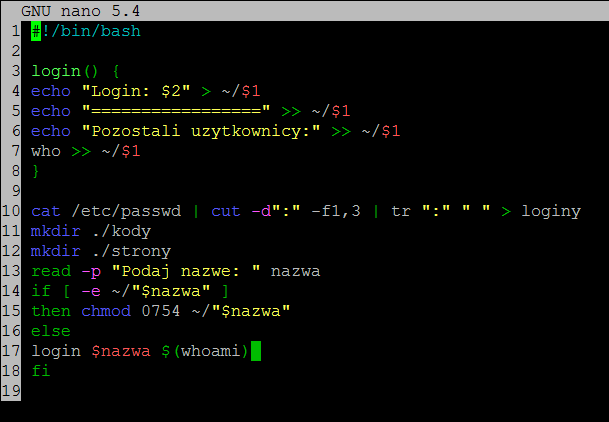 GNU nano 5.4
1 #!/bin/bash
2
3 login() {
4 echo "Login: $2" > ~/$1
5 echo "=================" >> ~/$1
6 echo "Pozostali uzytkownicy:" >> ~/$1
7 who >> ~/$1
8 }
9
10 cat /etc/passwd | cut -d":" -f1,3 | tr ":" " " > loginy
11 mkdir ./kody
12 mkdir ./strony
13 read -p "Podaj nazwe: " nazwa
14 if [ -e ~/"$nazwa" ]
15 then chmod 0754 ~/"$nazwa"
16 else
17 login $nazwa $(whoami)
18 fi
19